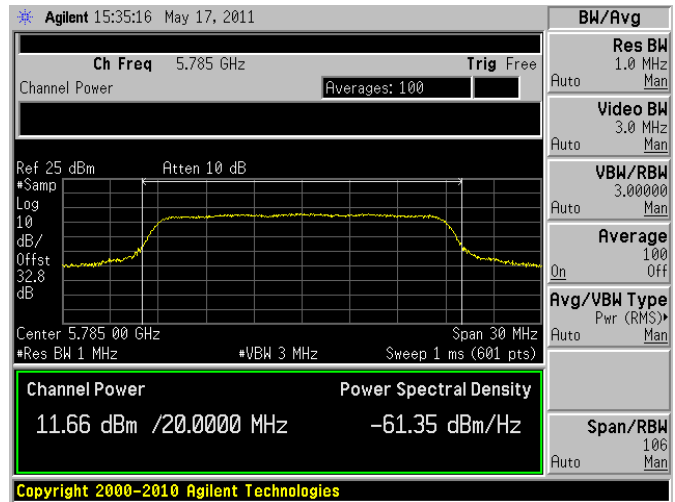 Agilent 15:35:16 May 17, 2011
BW/Avg
Ch Freq 5.785 GHz Trig Free
Channel Power Averages: 100
Res BW
1.0 MHz
Auto Man
Video BW
3.0 MHz
Auto Man
VBW/RBW
3.00000
Auto Man
Average
100
On Off
Avg/VBW Type
Pwr (RMS)
Auto Man
Span/RBW
106
Auto Man
Ref 25 dBm Atten 10 dB
#Samp
Log
10
dB/
Offst
32.8
dB
Center 5.785 00 GHz Span 30 MHz
#Res BW 1 MHz #VBW 3 MHz Sweep 1 ms (601 pts)
Channel Power Power Spectral Density
11.66 dBm /20.0000 MHz -61.35 dBm/Hz
Copyright 2000-2010 Agilent Technologies